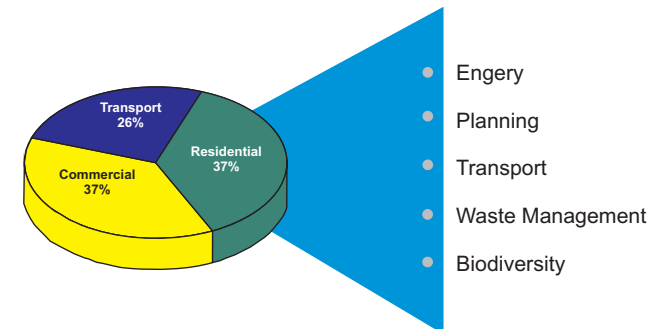 Transport
26%
Residential
37%
Commercial
37%
Engery
Planning
Transport
Waste Management
Biodiversity